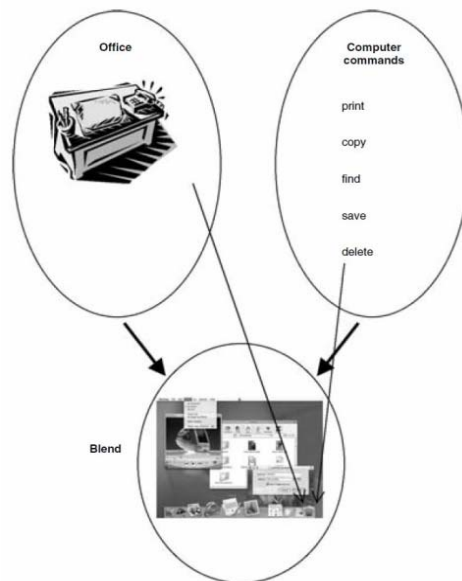 Office
Computer
commands
print
copy
find
save
delete
Blend